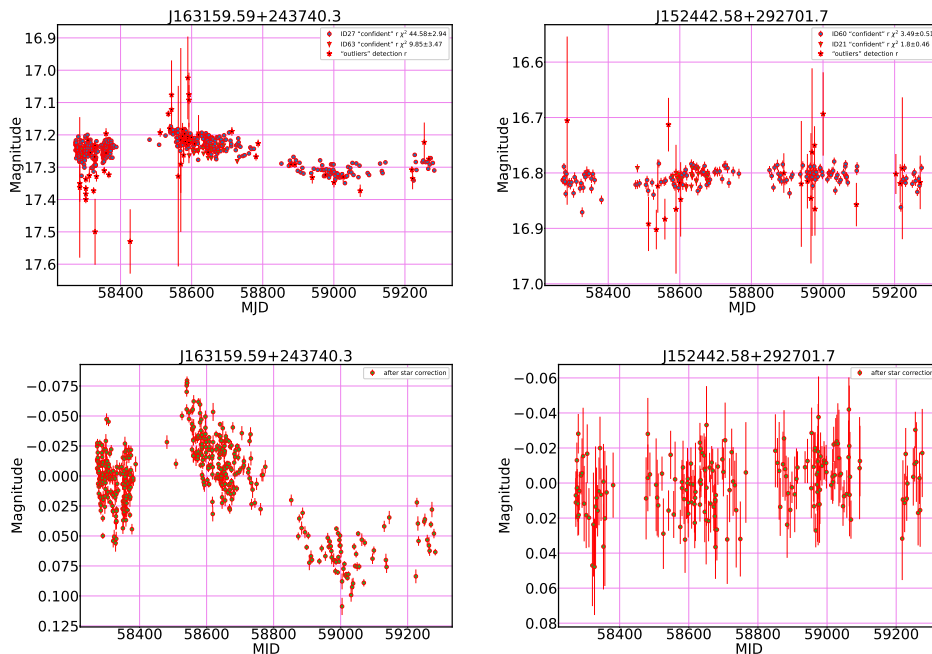 J163159.59+243740.3
ID27 "confident" r χ² 44.58±2.94
ID63 "confident" r χ² 9.85±3.47
"outliers" detection r
16.9
17.0
17.1
17.2
17.3
17.4
17.5
17.6
Magnitude
58400 58600 58800 59000 59200
MJD
J152442.58+292701.7
ID60 "confident" r χ² 3.49±0.53
ID21 "confident" r χ² 1.8±0.46
"outliers" detection r
16.6
16.7
16.8
16.9
17.0
Magnitude
58400 58600 58800 59000 59200
MJD
J163159.59+243740.3
after star correction
−0.075
−0.050
−0.025
0.000
0.025
0.050
0.075
0.100
0.125
Magnitude
58400 58600 58800 59000 59200
MJD
J152442.58+292701.7
after star correction
−0.06
−0.04
−0.02
0.00
0.02
0.04
0.06
0.08
Magnitude
58400 58600 58800 59000 59200
MJD